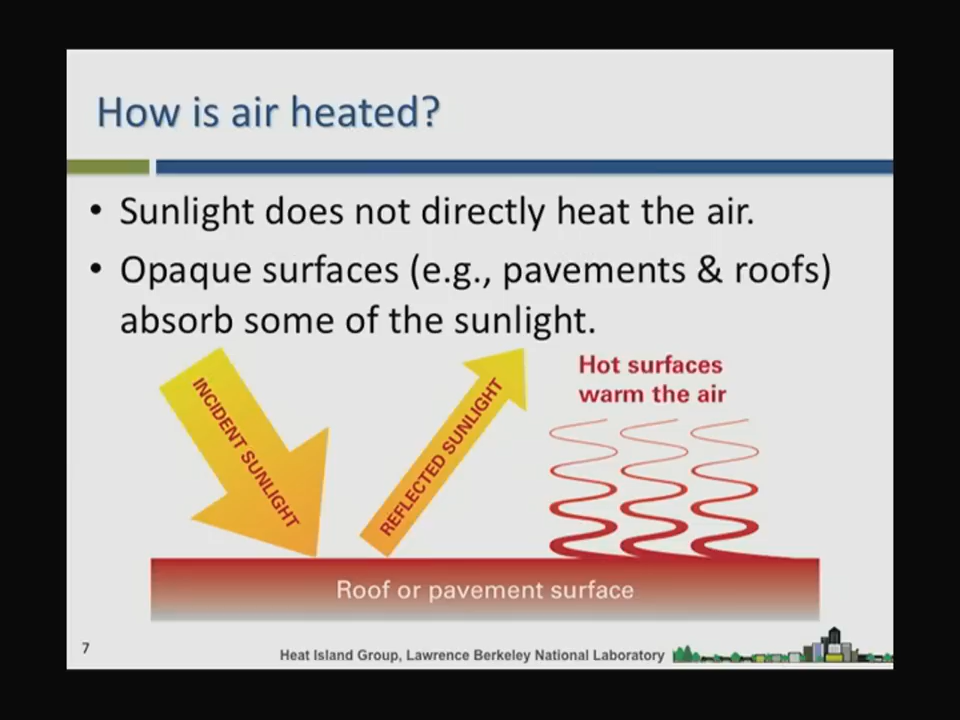 How is air heated?
• Sunlight does not directly heat the air.
• Opaque surfaces (e.g., pavements & roofs)
absorb some of the sunlight.
INCIDENT SUNLIGHT
REFLECTED SUNLIGHT
Hot surfaces
warm the air
Roof or pavement surface
7
Heat Island Group, Lawrence Berkeley National Laboratory